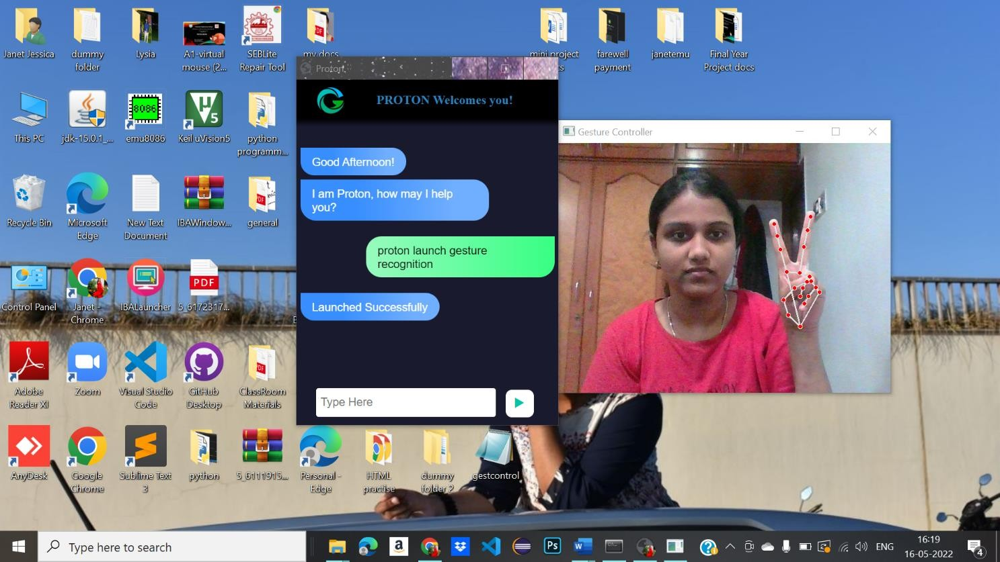 Janet Jessica
dummy
folder
Lysia
A1-virtual
mouse (2...
SEBLite
Repair Tool
my docs
mini project
farewell
payment
janetemu
Final Year
Project docs
This PC
jdk-15.0.1_...
8086
emu8086
Keil uVision5
python
programm...
Recycle Bin
Microsoft
Edge
New Text
Document
IBAWindow...
general
Control Panel
Janet -
Chrome
IBALauncher
PDF
5_6172317...
Adobe
Reader XI
Zoom
Visual Studio
Code
GitHub
Desktop
ClassRoom
Materials
AnyDesk
Google
Chrome
Sublime Text
3
python
5_6111915...
Personal -
Edge
HTML
practise
dummy
folder 2
gestcontrol
Proton
PROTON Welcomes you!
Good Afternoon!
I am Proton, how may I help
you?
proton launch gesture
recognition
Launched Successfully
Type Here
Gesture Controller
Type here to search
ENG
16:19
16-05-2022
4